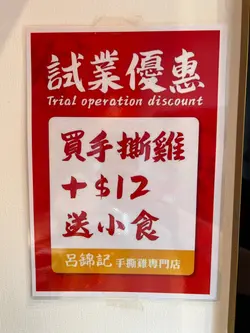 試業優惠
Trial operation discount
買手撕雞
+$12
送小食
呂錦記 手撕雞專門店